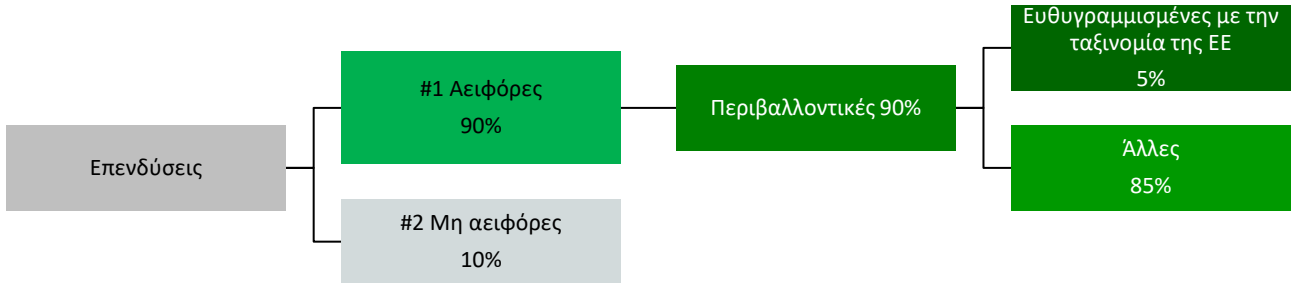 Επενδύσεις
#1 Αειφόρες
90%
#2 Μη αειφόρες
10%
Περιβαλλοντικές 90%
Ευθυγραμμισμένες με την
ταξινομία της ΕΕ
5%
Άλλες
85%